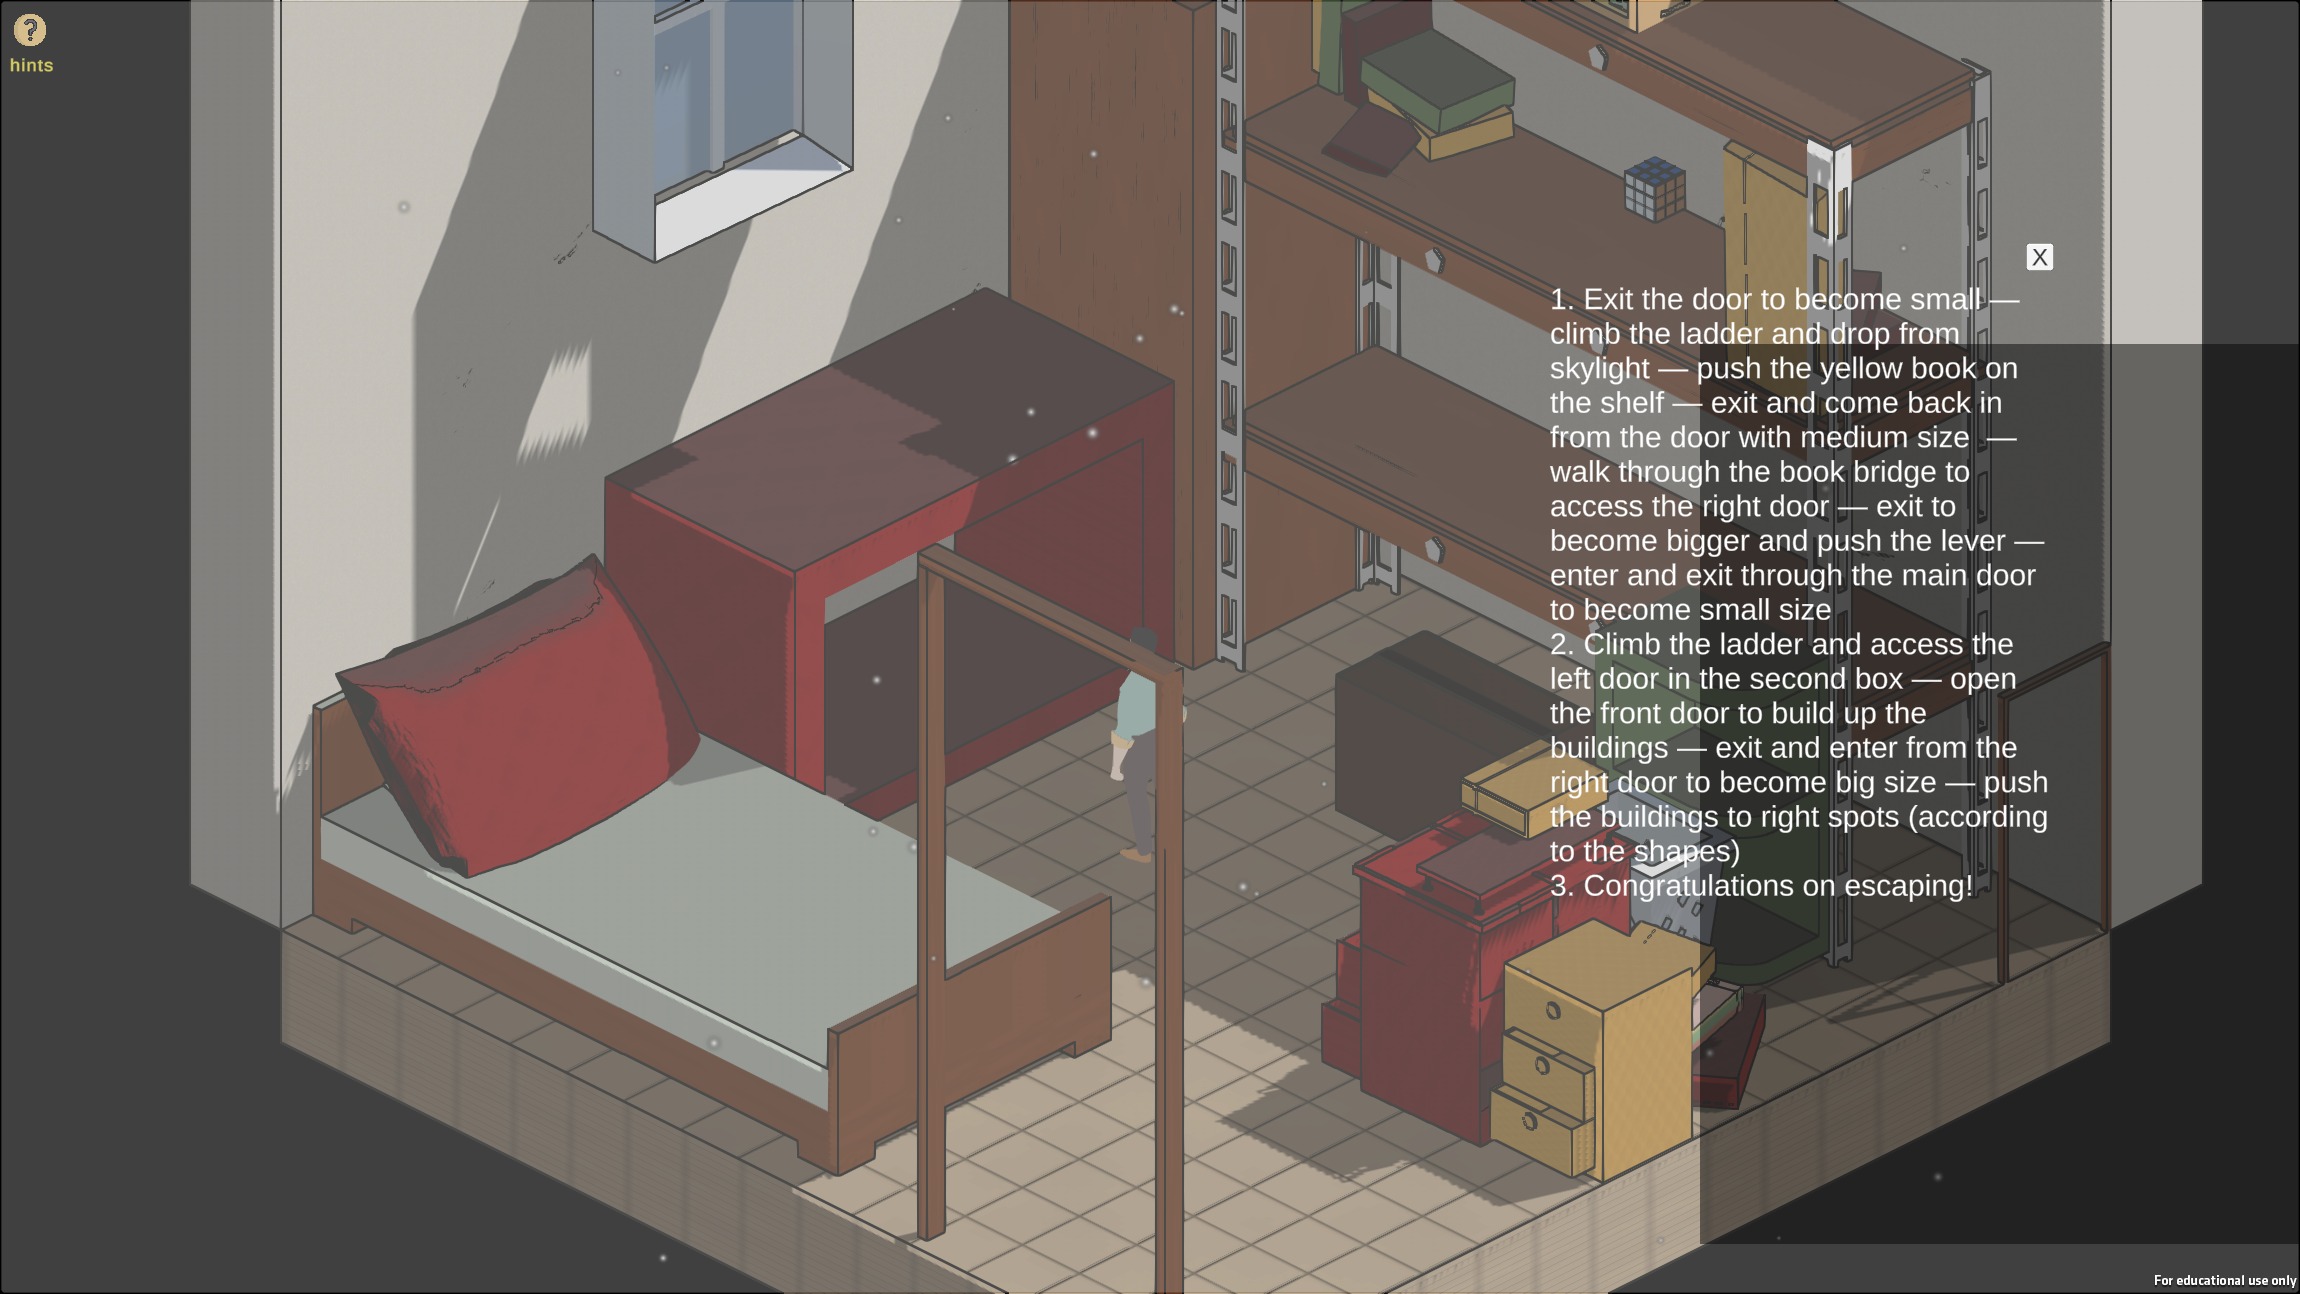 ?
hints
X
1. Exit the door to become small —
climb the ladder and drop from
skylight — push the yellow book on
the shelf — exit and come back in
from the door with medium size —
walk through the book bridge to
access the right door — exit to
become bigger and push the lever —
enter and exit through the main door
to become small size
2. Climb the ladder and access the
left door in the second box — open
the front door to build up the
buildings — exit and enter from the
right door to become big size — push
the buildings to right spots (according
to the shapes)
3. Congratulations on escaping!
For educational use only